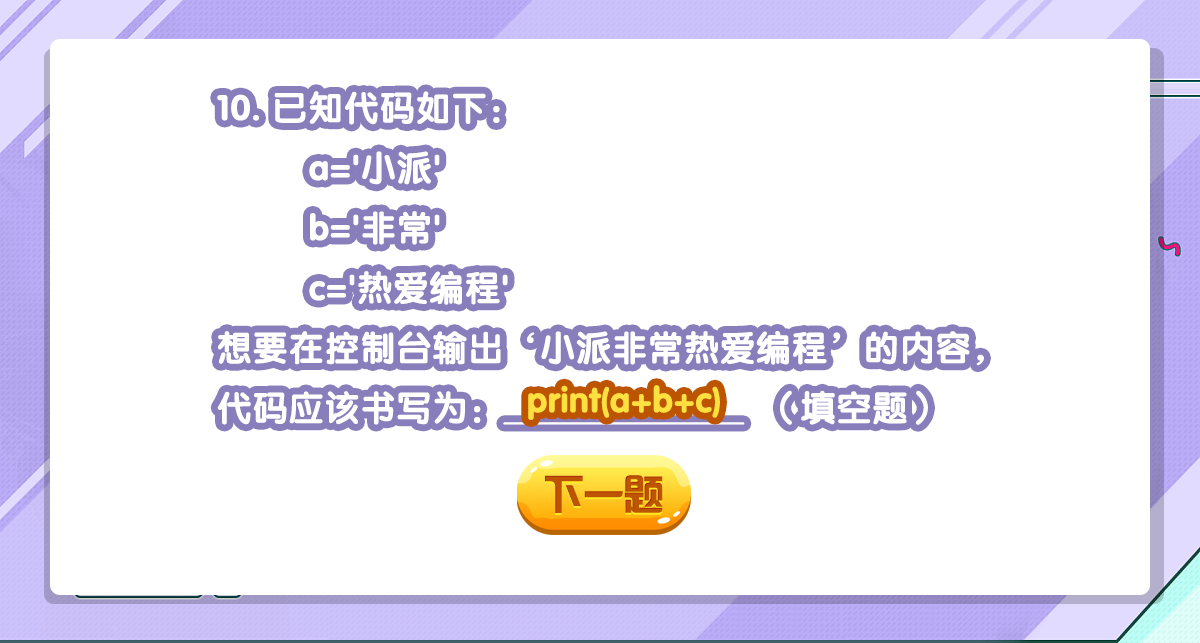 10. 已知代码如下：
a='小派'
b='非常'
c='热爱编程'
想要在控制台输出‘小派非常热爱编程’的内容，
代码应该书写为：print(a+b+c)（填空题）
下一题